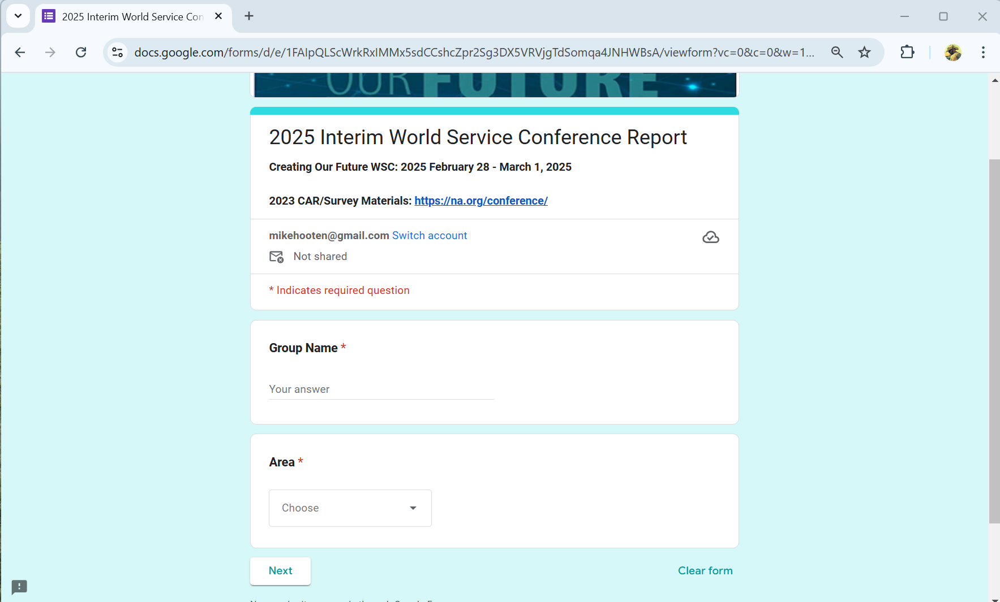 2025 Interim World Service Con
docs.google.com/forms/d/e/1FAIpQLScWrkRxIMMx5sdCCshcZpr2Sg3DX5VRVjgTdSomqa4JNHWBsA/viewform?vc=0&c=0&w=1...
OUR FUTURE
2025 Interim World Service Conference Report
Creating Our Future WSC: 2025 February 28 - March 1, 2025
2023 CAR/Survey Materials: https://na.org/conference/
mikehooten@gmail.com Switch account
Not shared
* Indicates required question
Group Name *
Your answer
Area *
Choose
Next
Clear form